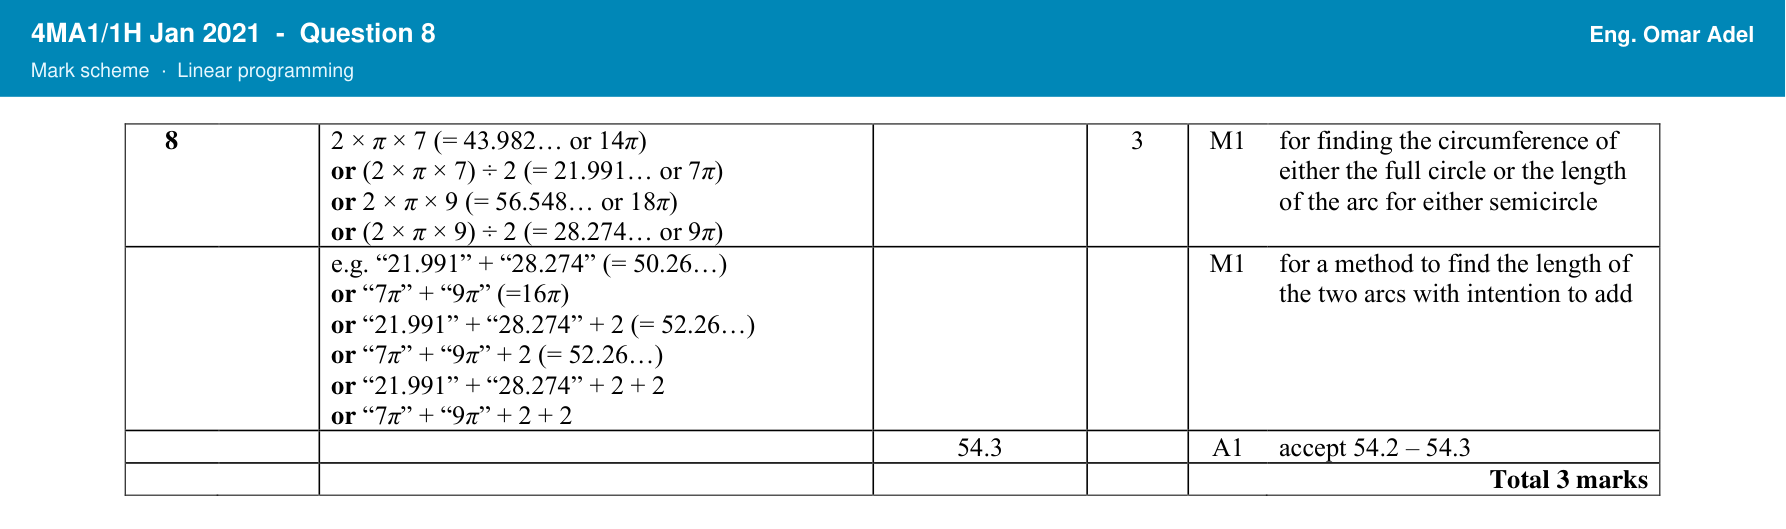 4MA1/1H Jan 2021 - Question 8
Eng. Omar Adel
Mark scheme · Linear programming
8 2 × π × 7 (= 43.982… or 14π) 3 M1 for finding the circumference of
or (2 × π × 7) ÷ 2 (= 21.991… or 7π) either the full circle or the length
or 2 × π × 9 (= 56.548… or 18π) of the arc for either semicircle
or (2 × π × 9) ÷ 2 (= 28.274… or 9π)
e.g. “21.991” + “28.274” (= 50.26…) M1 for a method to find the length of
or “7π” + “9π” (=16π) the two arcs with intention to add
or “21.991” + “28.274” + 2 (= 52.26…)
or “7π” + “9π” + 2 (= 52.26…)
or “21.991” + “28.274” + 2 + 2
or “7π” + “9π” + 2 + 2
54.3 A1 accept 54.2 – 54.3
Total 3 marks